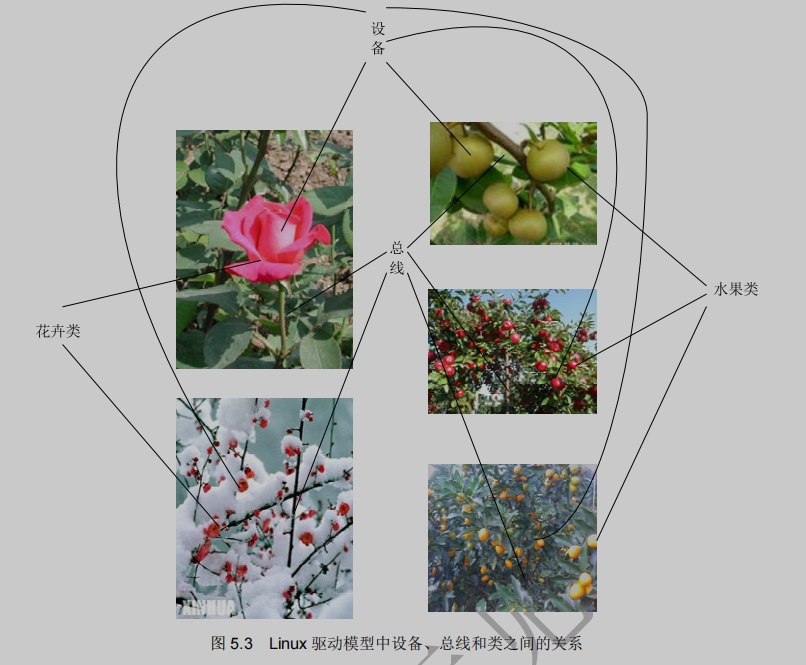 设
备
总
线
水果类
花卉类
XINHUA
图 5.3 Linux 驱动模型中设备、总线和类之间的关系